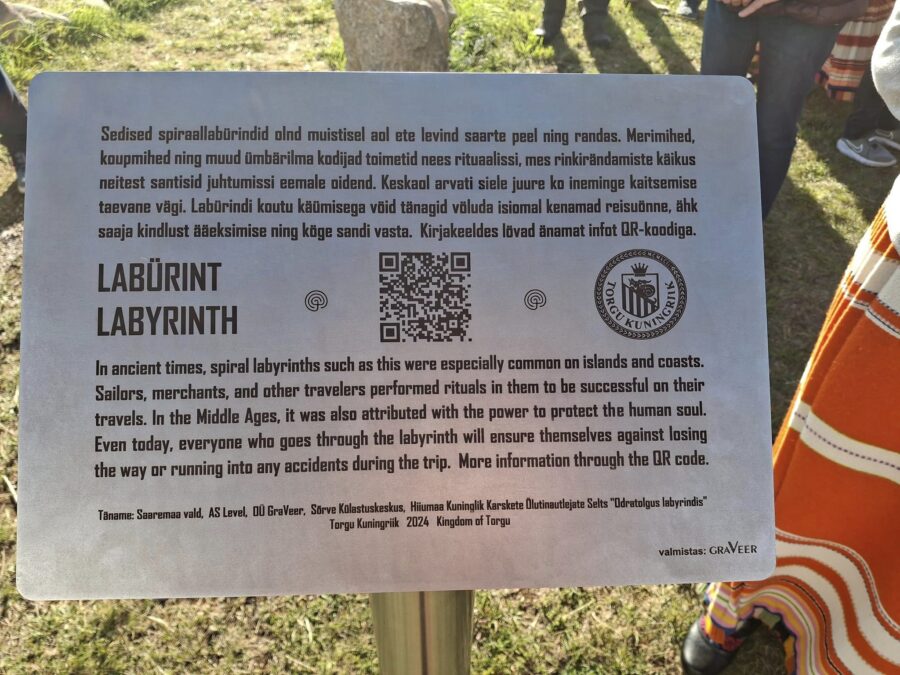 Sedised spiraallabürindid olnd muistisel aol ete levind saarte peel ning randas. Merimihed,
koupmihed ning muud ümbärilma kodijad toimetid nees rituaalissi, mes rinkirändamiste käikus
neitest santisid juhtumissi eemale oidend. Keskaol arvati siele juure ko ineminge kaitsemise
taevane vägi. Labürindi koutu käümisega võid tänagid võluda isiomal kenamad reisuõnne, ähk
saaja kindlust ääeksimise ning köge sandi vasta. Kirjakeeldes lövad änamat infot QR-koodiga.
LABÜRINT
LABYRINTH
TORGU KUNINGRIIK
In ancient times, spiral labyrinths such as this were especially common on islands and coasts.
Sailors, merchants, and other travelers performed rituals in them to be successful on their
travels. In the Middle Ages, it was also attributed with the power to protect the human soul.
Even today, everyone who goes through the labyrinth will ensure themselves against losing
the way or running into any accidents during the trip. More information through the QR code.
Täname: Saaremaa vald, AS Level, OÜ GraVeer, Sõrve Külastuskeskus, Hiiumaa Kuninglik Karskete Õlutinautlejate Selts "Odratolgus labyrindis"
Torgu Kuningriik 2024 Kingdom of Torgu
valmistas: GRAVEER